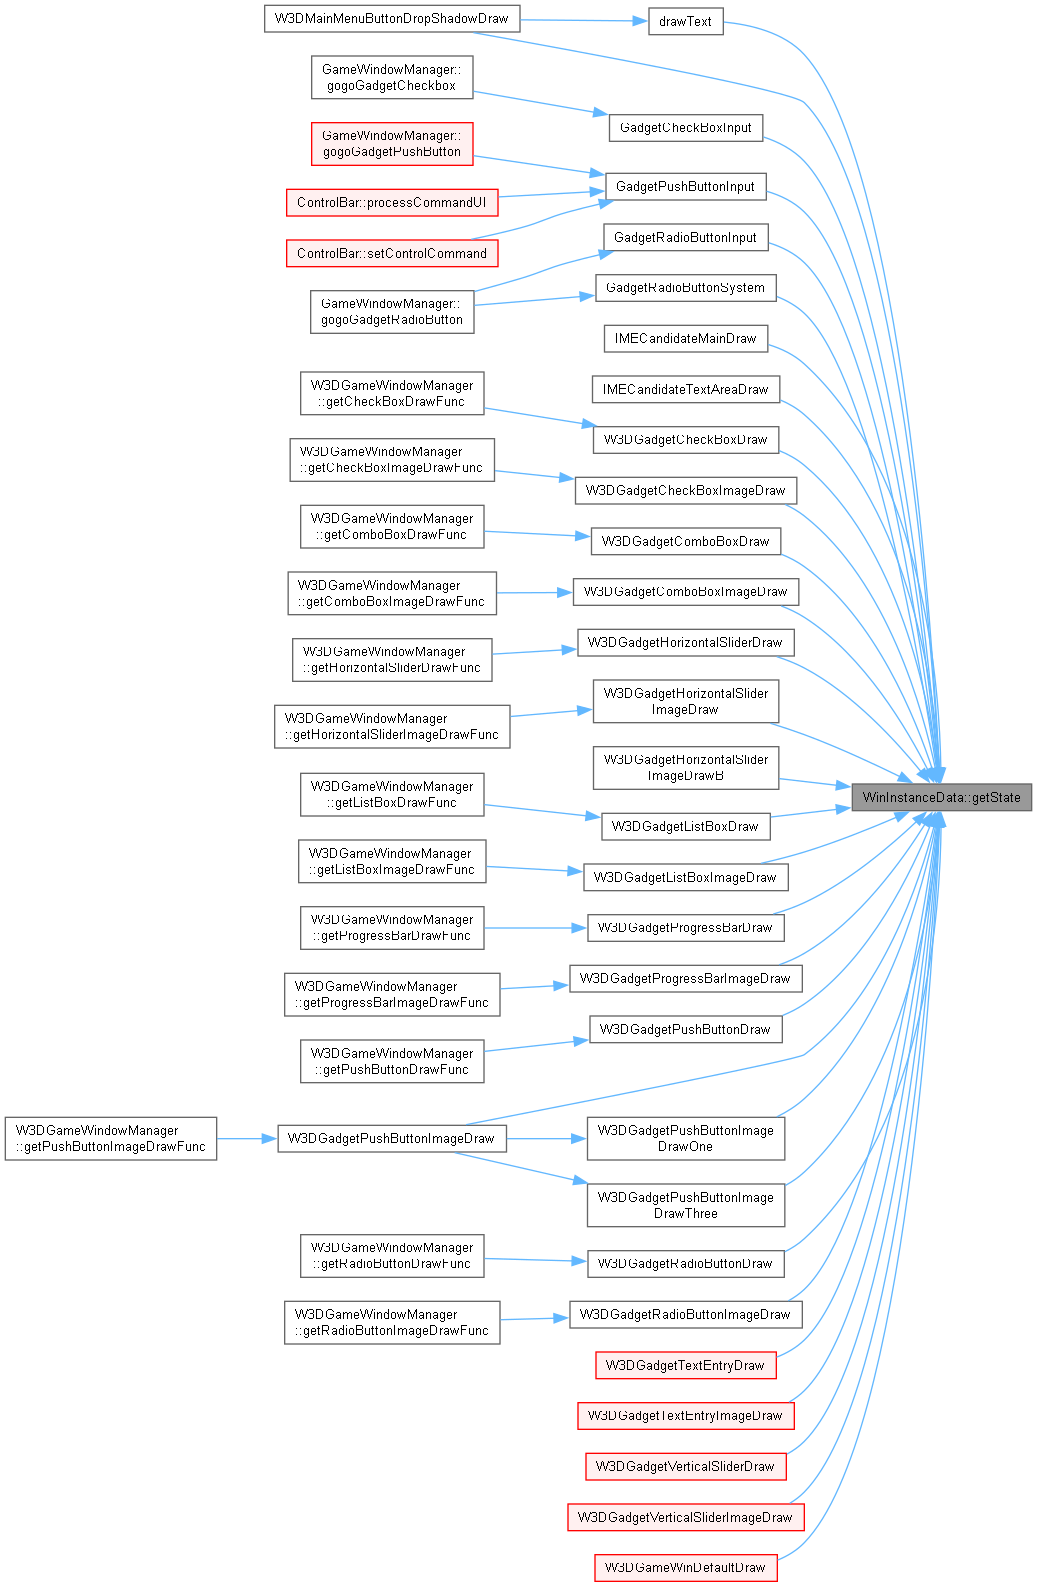 W3DMainMenuButtonDropShadowDraw
drawText
GameWindowManager::
gogoGadgetCheckbox
GadgetCheckBoxInput
GameWindowManager::
gogoGadgetPushButton
GadgetPushButtonInput
ControlBar::processCommandUI
GadgetRadioButtonInput
ControlBar::setControlCommand
GadgetRadioButtonSystem
GameWindowManager::
gogoGadgetRadioButton
IMECandidateMainDraw
IMECandidateTextAreaDraw
W3DGameWindowManager
::getCheckBoxDrawFunc
W3DGadgetCheckBoxDraw
W3DGameWindowManager
::getCheckBoxImageDrawFunc
W3DGadgetCheckBoxImageDraw
W3DGameWindowManager
::getComboBoxDrawFunc
W3DGadgetComboBoxDraw
W3DGameWindowManager
::getComboBoxImageDrawFunc
W3DGadgetComboBoxImageDraw
W3DGameWindowManager
::getHorizontalSliderDrawFunc
W3DGadgetHorizontalSliderDraw
W3DGadgetHorizontalSlider
ImageDraw
W3DGameWindowManager
::getHorizontalSliderImageDrawFunc
W3DGadgetHorizontalSlider
ImageDrawB
WinInstanceData::getState
W3DGameWindowManager
::getListBoxDrawFunc
W3DGadgetListBoxDraw
W3DGameWindowManager
::getListBoxImageDrawFunc
W3DGadgetListBoxImageDraw
W3DGameWindowManager
::getProgressBarDrawFunc
W3DGadgetProgressBarDraw
W3DGameWindowManager
::getProgressBarImageDrawFunc
W3DGadgetProgressBarImageDraw
W3DGameWindowManager
::getPushButtonDrawFunc
W3DGadgetPushButtonDraw
W3DGameWindowManager
::getPushButtonImageDrawFunc
W3DGadgetPushButtonImageDraw
W3DGadgetPushButtonImage
DrawOne
W3DGadgetPushButtonImage
DrawThree
W3DGameWindowManager
::getRadioButtonDrawFunc
W3DGadgetRadioButtonDraw
W3DGameWindowManager
::getRadioButtonImageDrawFunc
W3DGadgetRadioButtonImageDraw
W3DGadgetTextEntryDraw
W3DGadgetTextEntryImageDraw
W3DGadgetVerticalSliderDraw
W3DGadgetVerticalSliderImageDraw
W3DGameWinDefaultDraw